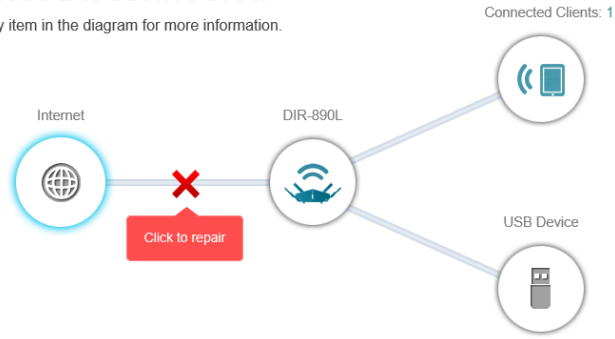 item in the diagram for more information.
Connected Clients: 1
Internet
DIR-890L
Click to repair
USB Device